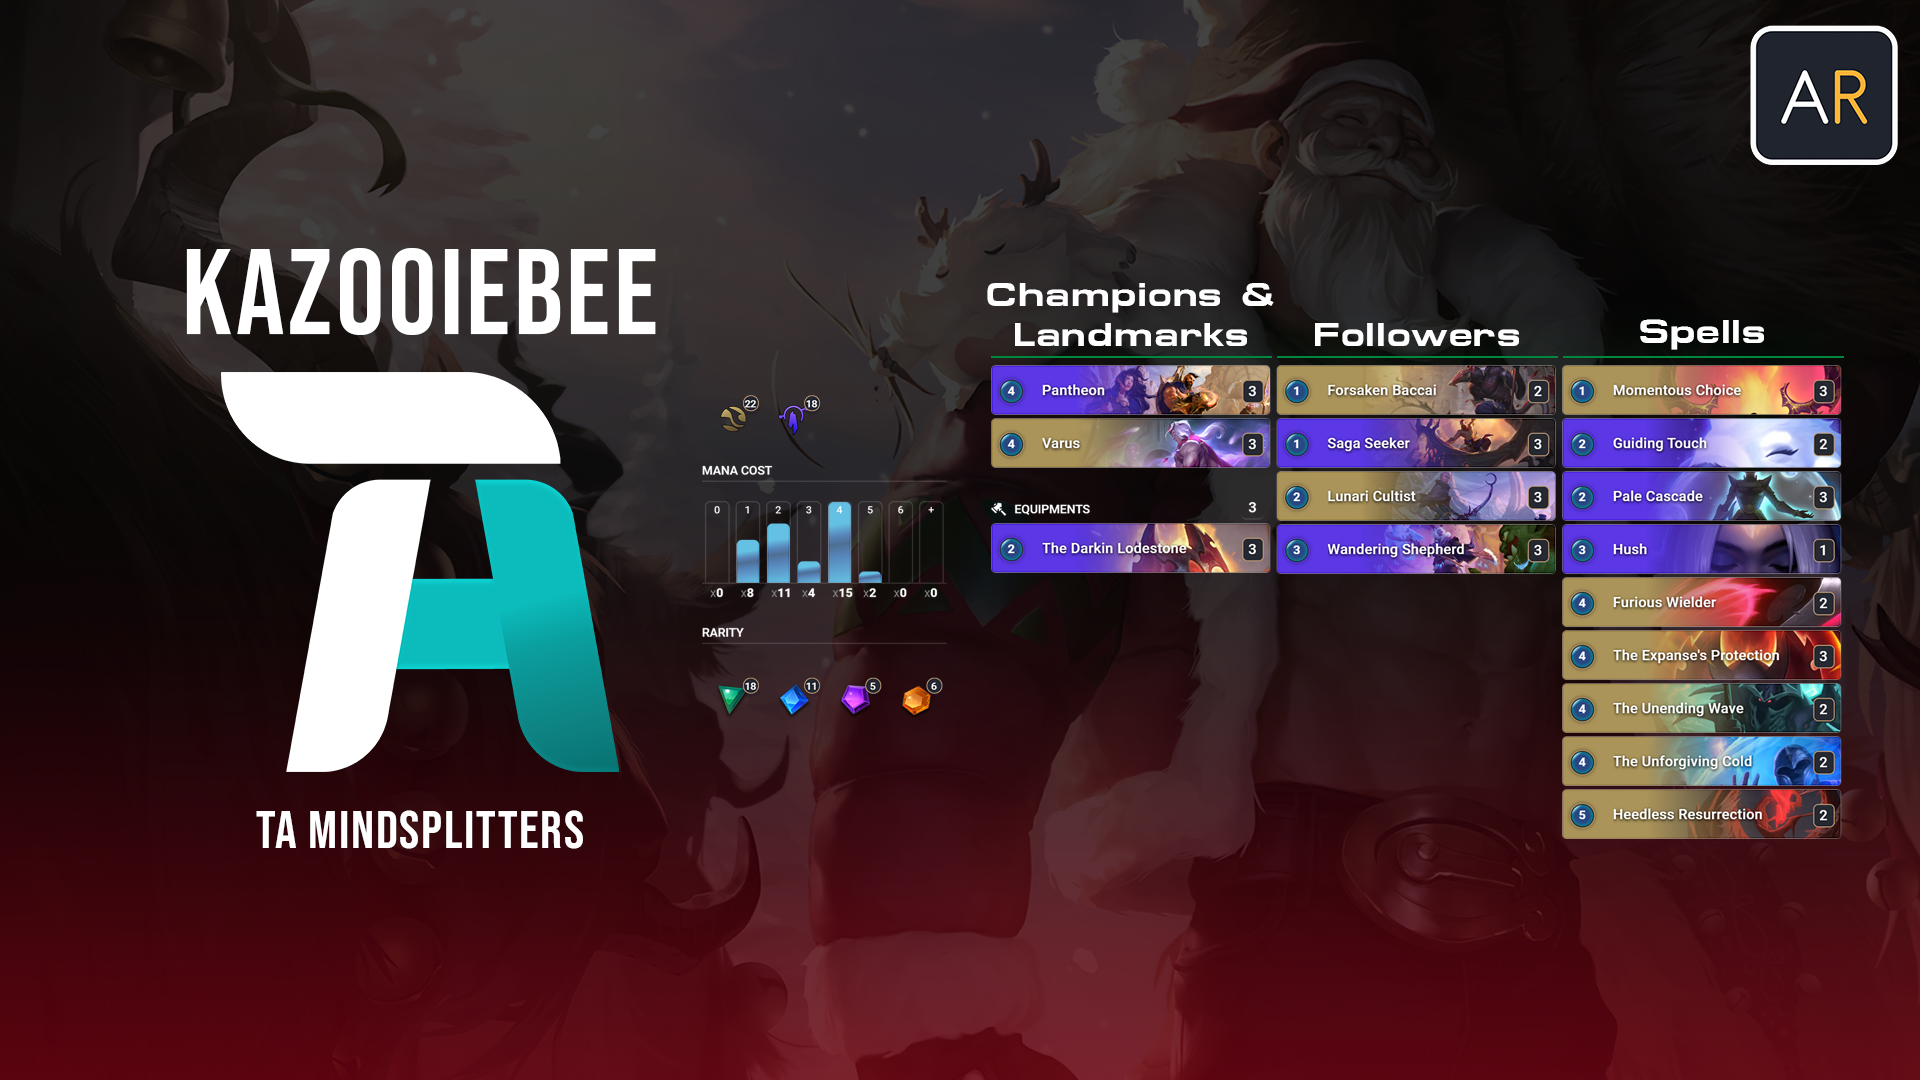 AR
KAZOOIEBEE
TA MINDSPLITTERS
22 18
MANA COST
0 1 2 3 4 5 6 +
x0 x8 x11 x4 x15 x2 x0 x0
RARITY
18 11 5 6
Champions &
Landmarks
4 Pantheon 3
4 Varus 3
EQUIPMENTS 3
2 The Darkin Lodestone 3
Followers
1 Forsaken Baccai 2
1 Saga Seeker 3
2 Lunari Cultist 3
3 Wandering Shepherd 3
Spells
1 Momentous Choice 3
2 Guiding Touch 2
2 Pale Cascade 3
3 Hush 1
4 Furious Wielder 2
4 The Expanse's Protection 3
4 The Unending Wave 2
4 The Unforgiving Cold 2
5 Heedless Resurrection 2